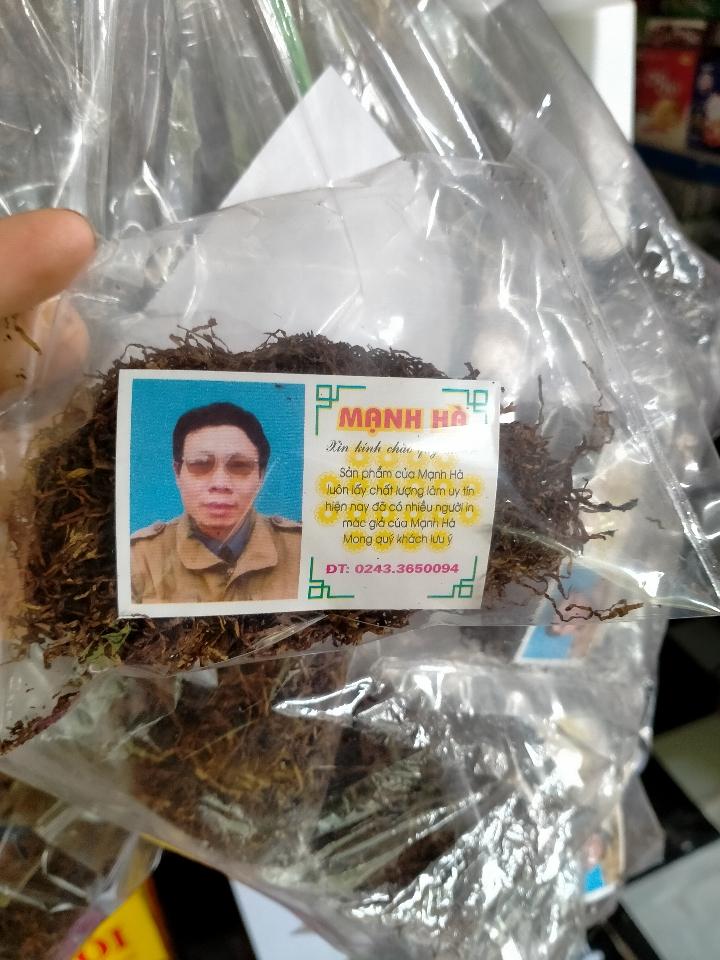 MẠNH HÀ
Xin kính chào quý
Sản phẩm của Mạnh Hà
luôn lấy chất lượng làm uy tín
hiện nay đã có nhiều người in
mác giả của Mạnh Hà
Mong quý khách lưu ý
ĐT: 0243.3650094